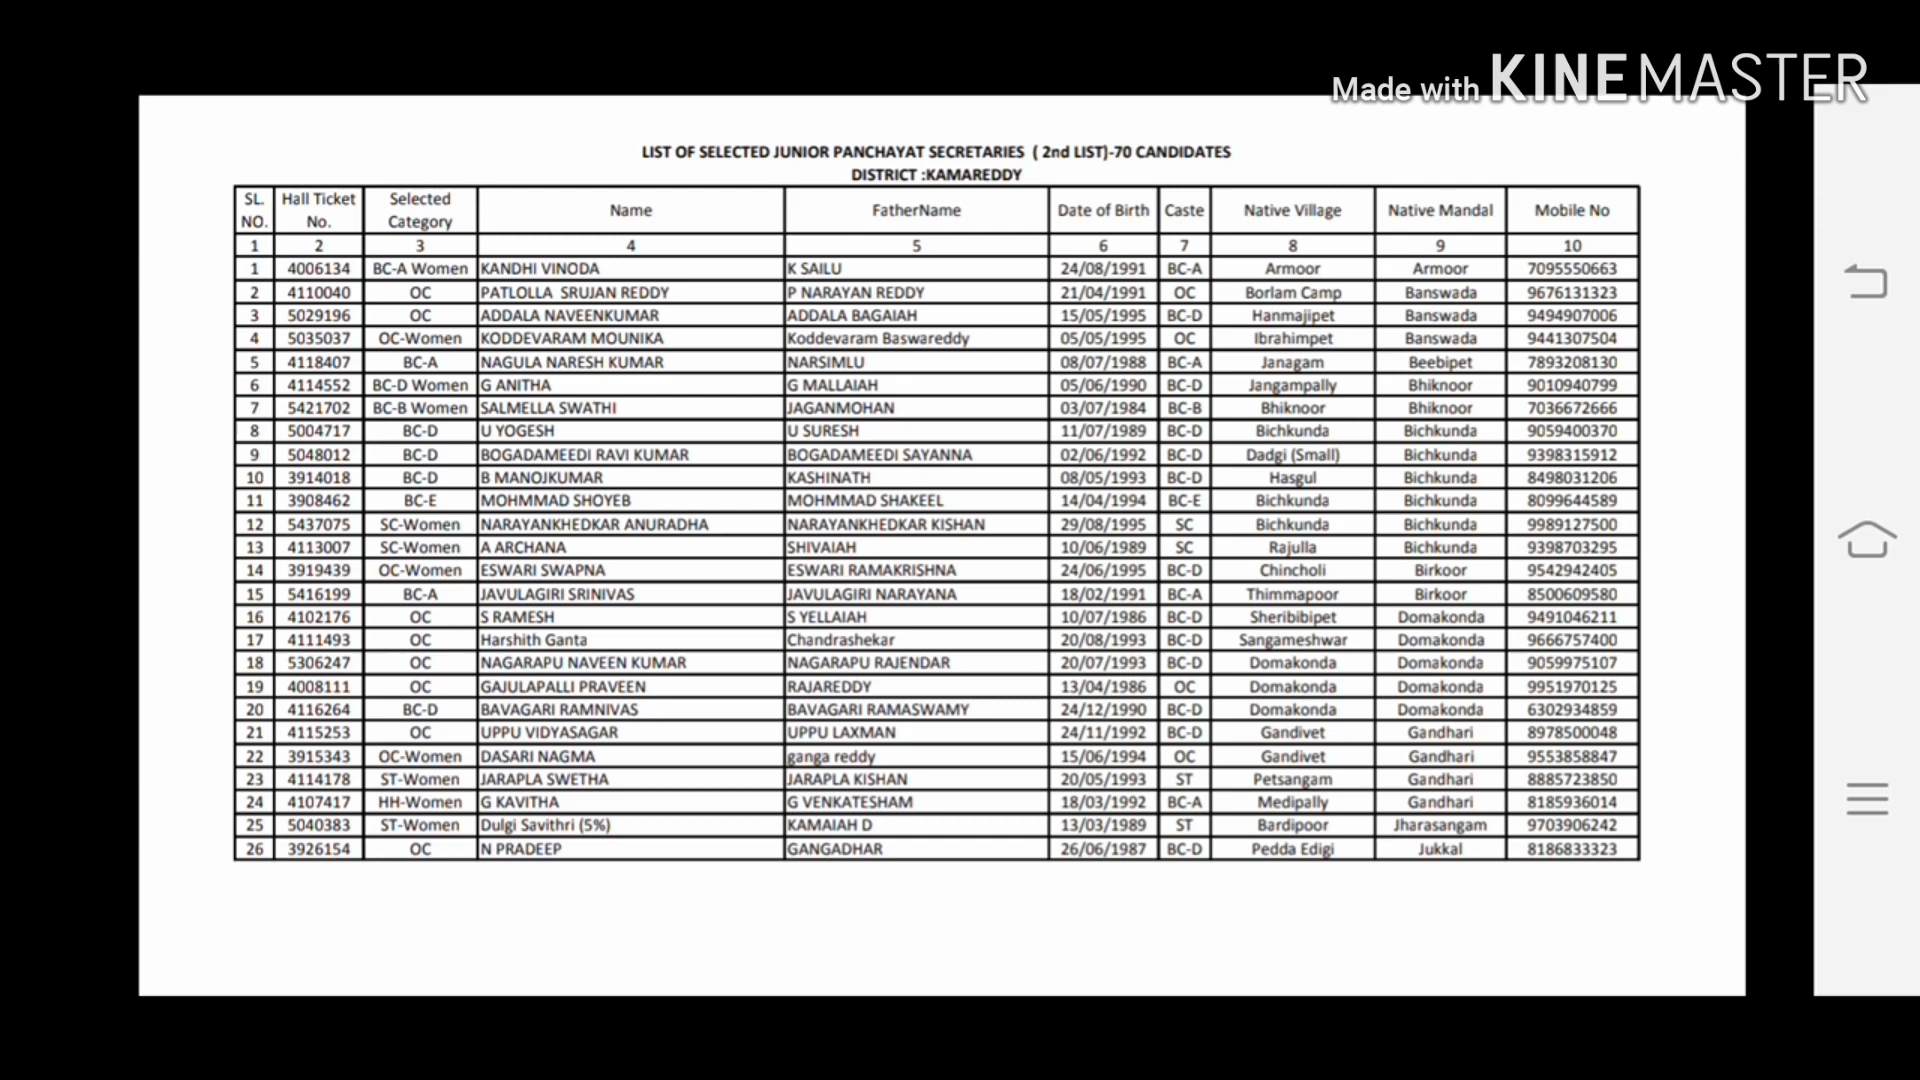 Made with KINEMASTER
LIST OF SELECTED JUNIOR PANCHAYAT SECRETARIES ( 2nd LIST)-70 CANDIDATES
DISTRICT :KAMAREDDY
SL. NO. Hall Ticket No. Selected Category Name FatherName Date of Birth Caste Native Village Native Mandal Mobile No
1 2 3 4 5 6 7 8 9 10
1 4006134 BC-A Women KANDHI VINODA K SAILU 24/08/1991 BC-A Armoor Armoor 7095550663
2 4110040 OC PATLOLLA SRUJAN REDDY P NARAYAN REDDY 21/04/1991 OC Borlam Camp Banswada 9676131323
3 5029196 OC ADDALA NAVEENKUMAR ADDALA BAGAIAH 15/05/1995 BC-D Hanmajipet Banswada 9494907006
4 5035037 OC-Women KODDEVARAM MOUNIKA Koddevaram Baswareddy 05/05/1995 OC Ibrahimpet Banswada 9441307504
5 4118407 BC-A NAGULA NARESH KUMAR NARSIMLU 08/07/1988 BC-A Janagam Beebipet 7893208130
6 4114552 BC-D Women G ANITHA G MALLAIAH 05/06/1990 BC-D Jangampally Bhiknoor 9010940799
7 5421702 BC-B Women SALMELLA SWATHI JAGANMOHAN 03/07/1984 BC-B Bhiknoor Bhiknoor 7036672666
8 5004717 BC-D U YOGESH U SURESH 11/07/1989 BC-D Bichkunda Bichkunda 9059400370
9 5048012 BC-D BOGADAMEEDI RAVI KUMAR BOGADAMEEDI SAYANNA 02/06/1992 BC-D Dadgi (Small) Bichkunda 9398315912
10 3914018 BC-D B MANOJKUMAR KASHINATH 08/05/1993 BC-D Hasgul Bichkunda 8498031206
11 3908462 BC-E MOHMMAD SHOYEB MOHMMAD SHAKEEL 14/04/1994 BC-E Bichkunda Bichkunda 8099644589
12 5437075 SC-Women NARAYANKHEDKAR ANURADHA NARAYANKHEDKAR KISHAN 29/08/1995 SC Bichkunda Bichkunda 9989127500
13 4113007 SC-Women A ARCHANA SHIVAIAH 10/06/1989 SC Rajulla Bichkunda 9398703295
14 3919439 OC-Women ESWARI SWAPNA ESWARI RAMAKRISHNA 24/06/1995 BC-D Chincholi Birkoor 9542942405
15 5416199 BC-A JAVULAGIRI SRINIVAS JAVULAGIRI NARAYANA 18/02/1991 BC-A Thimmapoor Birkoor 8500609580
16 4102176 OC S RAMESH S YELLAIAH 10/07/1986 BC-D Sheribibipet Domakonda 9491046211
17 4111493 OC Harshith Ganta Chandrashekar 20/08/1993 BC-D Sangameshwar Domakonda 9666757400
18 5306247 OC NAGARAPU NAVEEN KUMAR NAGARAPU RAJENDAR 20/07/1993 BC-D Domakonda Domakonda 9059975107
19 4008111 OC GAJULAPALLI PRAVEEN RAJAREDDY 13/04/1986 OC Domakonda Domakonda 9951970125
20 4116264 BC-D BAVAGARI RAMNIVAS BAVAGARI RAMASWAMY 24/12/1990 BC-D Domakonda Domakonda 6302934859
21 4115253 OC UPPU VIDYASAGAR UPPU LAXMAN 24/11/1992 BC-D Gandivet Gandhari 8978500048
22 3915343 OC-Women DASARI NAGMA ganga reddy 15/06/1994 OC Gandivet Gandhari 9553858847
23 4114178 ST-Women JARAPLA SWETHA JARAPLA KISHAN 20/05/1993 ST Petsangam Gandhari 8885723850
24 4107417 HH-Women G KAVITHA G VENKATESHAM 18/03/1992 BC-A Medipally Gandhari 8185936014
25 5040383 ST-Women Dulgi Savithri (5%) KAMAIAH D 13/03/1989 ST Bardipoor Jharasangam 9703906242
26 3926154 OC N PRADEEP GANGADHAR 26/06/1987 BC-D Pedda Edigi Jukkal 8186833323